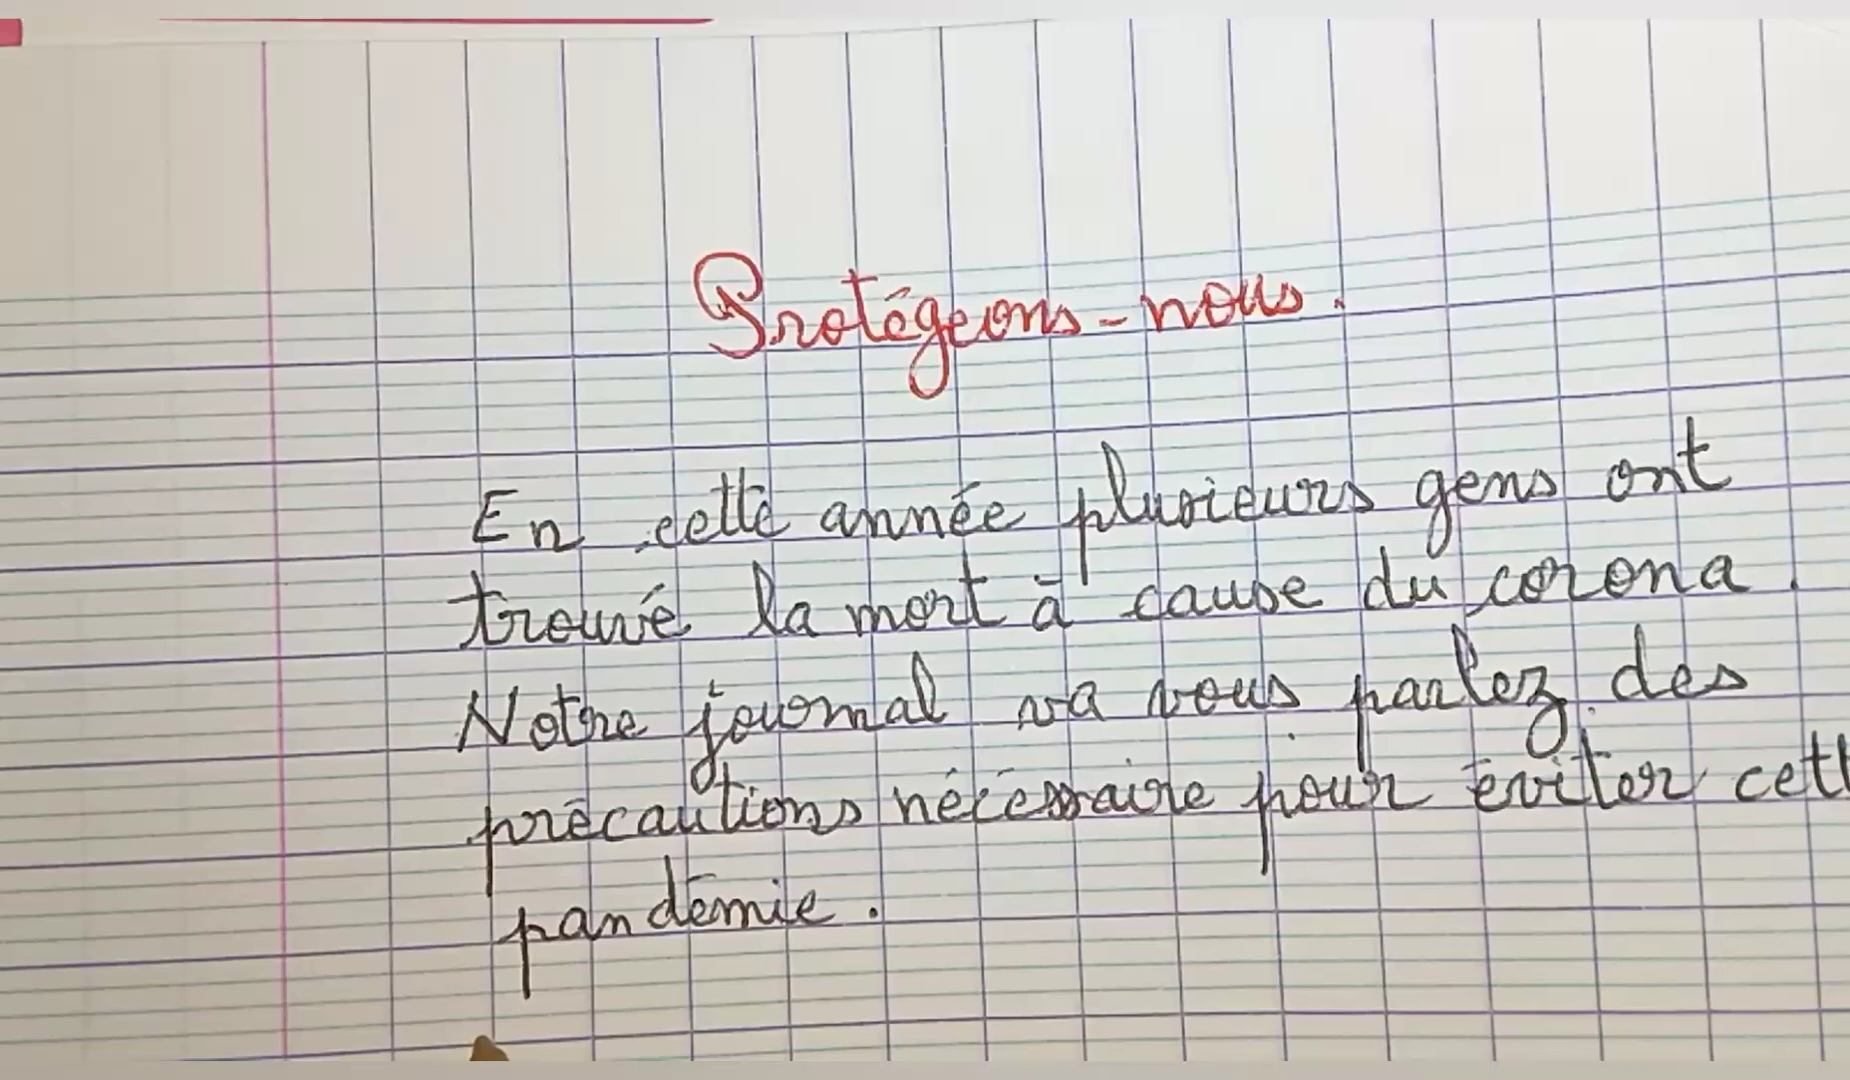 Protégeons-nous.
En cette année plusieurs gens ont
trouvé la mort à cause du corona.
Notre journal va vous parlez des
précautions nécessaire pour éviter cett
pandémie.